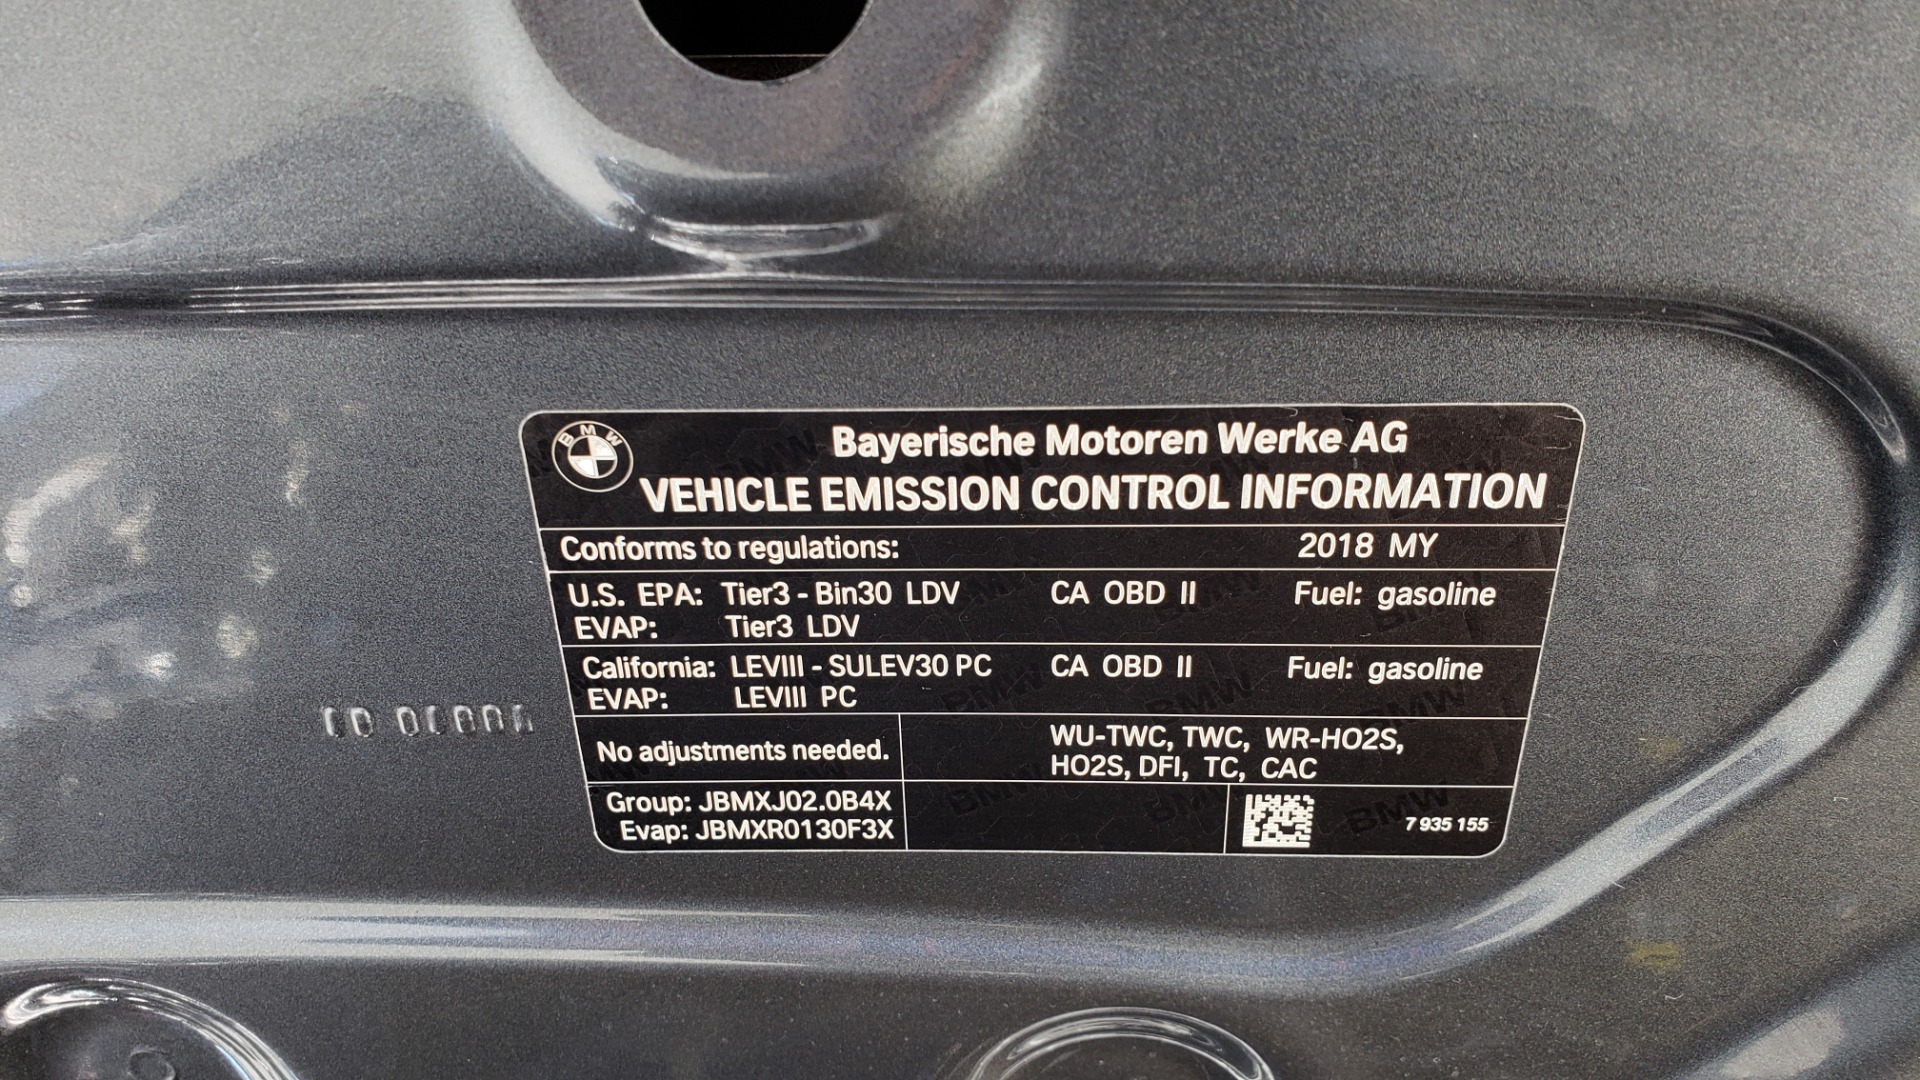 BMW
Bayerische Motoren Werke AG
VEHICLE EMISSION CONTROL INFORMATION
Conforms to regulations: 2018 MY
U.S. EPA: Tier3 - Bin30 LDV CA OBD II Fuel: gasoline
EVAP: Tier3 LDV
California: LEVIII - SULEV30 PC CA OBD II Fuel: gasoline
EVAP: LEVIII PC
No adjustments needed.
WU-TWC, TWC, WR-HO2S,
HO2S, DFI, TC, CAC
Group: JBMXJ02.0B4X
Evap: JBMXR0130F3X
7 935 155